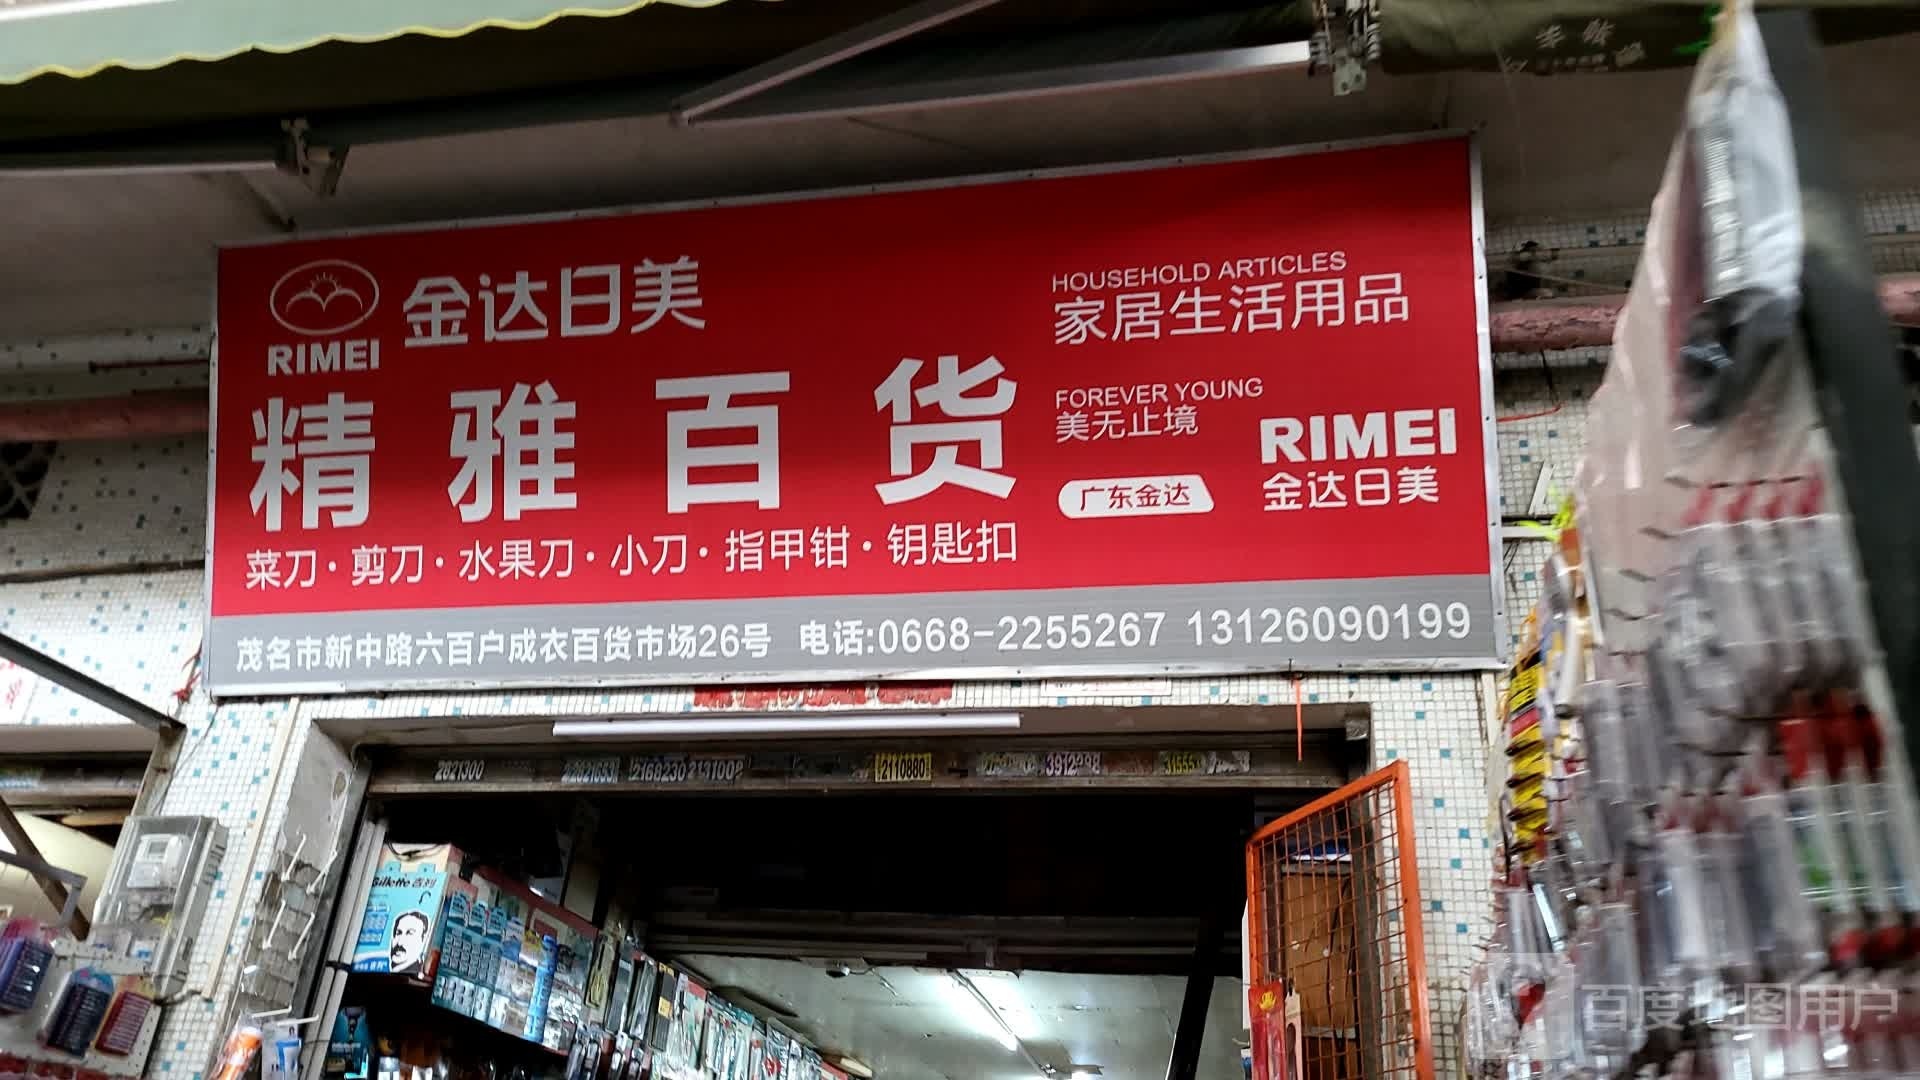 RIMEI
金达日美
HOUSEHOLD ARTICLES
家居生活用品
精雅百货
FOREVER YOUNG
美无止境
RIMEI
金达日美
广东金达
菜刀·剪刀·水果刀·小刀·指甲钳·钥匙扣
茂名市新中路六百户成衣百货市场26号 电话:0668-2255267 13126090199
2621300
2168230
2131008
2110880
Gillette 吉列
百度地图用户